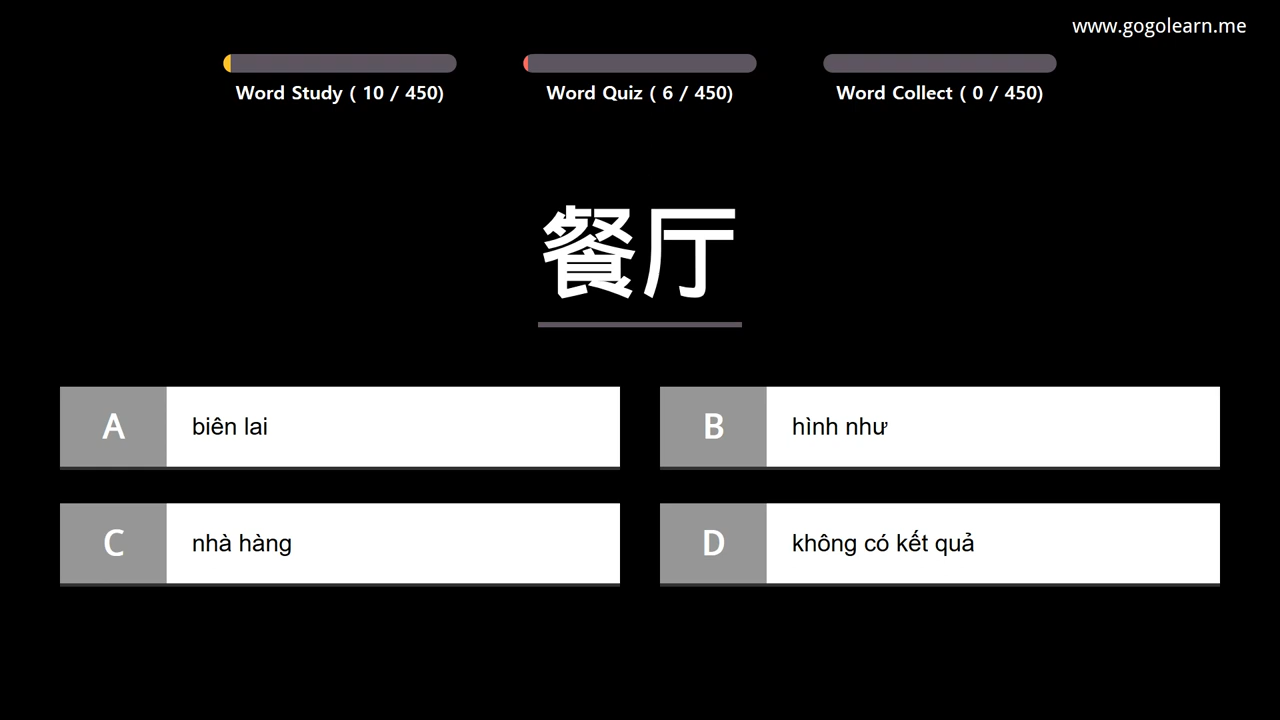 www.gogolearn.me
Word Study ( 10 / 450)
Word Quiz ( 6 / 450)
Word Collect ( 0 / 450)
餐厅
A biên lai
B hình như
C nhà hàng
D không có kết quả